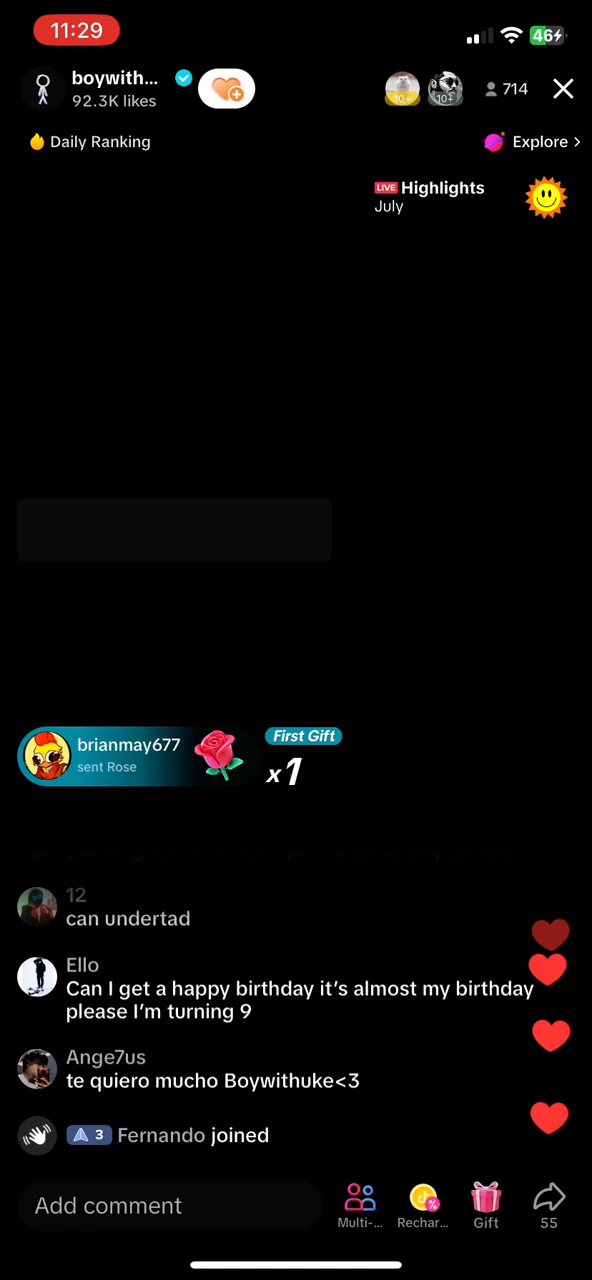 11:29
46
boywith...
92.3K likes
10+
10+
714
Daily Ranking
Explore >
LIVE Highlights
July
First Gift
brianmay677
sent Rose
x1
12
can undertad
Ello
Can I get a happy birthday it's almost my birthday
please I'm turning 9
Ange7us
te quiero mucho Boywithuke<3
3 Fernando joined
Add comment
Multi-...
Rechar...
Gift
55